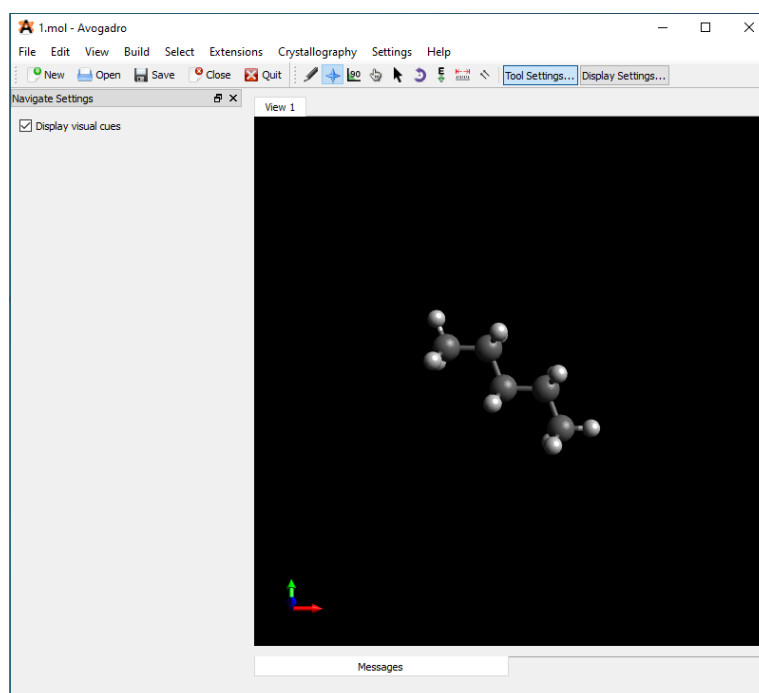 1.mol - Avogadro
File Edit View Build Select Extensions Crystallography Settings Help
New Open Save Close Quit 90 E Tool Settings... Display Settings...
Navigate Settings
View 1
Display visual cues
Messages